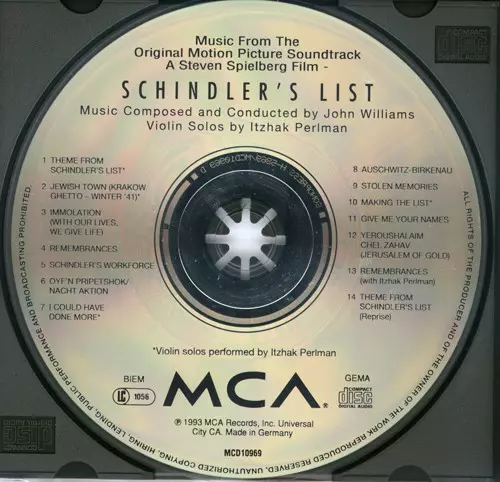 Music From The
Original Motion Picture Soundtrack
A Steven Spielberg Film -
SCHINDLER'S LIST
Music Composed and Conducted by John Williams
Violin Solos by Itzhak Perlman
1 THEME FROM
SCHINDLER'S LIST*
2 JEWISH TOWN (KRAKOW
GHETTO – WINTER '41)*
3 IMMOLATION
(WITH OUR LIVES,
WE GIVE LIFE)
4 REMEMBRANCES
5 SCHINDLER'S WORKFORCE
6 OYF'N PRIPETSHOK/
NACHT AKTION
7 I COULD HAVE
DONE MORE*
8 AUSCHWITZ-BIRKENAU
9 STOLEN MEMORIES
10 MAKING THE LIST*
11 GIVE ME YOUR NAMES
12 YEROUSHALAIM
CHEL ZAHAV
(JERUSALEM OF GOLD)
13 REMEMBRANCES
(with Itzhak Perlman)
14 THEME FROM
SCHINDLER'S LIST
(Reprise)
*Violin solos performed by Itzhak Perlman
BIEM
LC 1056
MCA®
GEMA
COMPACT
disc
DIGITAL AUDIO
℗ 1993 MCA Records, Inc. Universal
City CA. Made in Germany
MCD10969
ALL RIGHTS OF THE PRODUCER AND OF THE OWNER OF THE WORK REPRODUCED RESERVED, UNAUTHORIZED COPYING, HIRING, LENDING, PUBLIC PERFORMANCE AND BROADCASTING PROHIBITED.